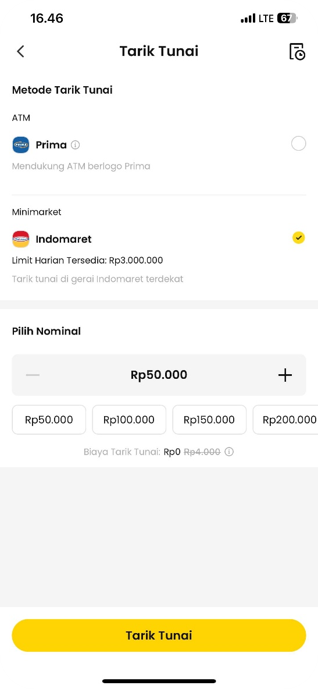 16.46
LTE 67
Tarik Tunai
Metode Tarik Tunai
ATM
PRIMA
Prima
Mendukung ATM berlogo Prima
Minimarket
Indomaret
Limit Harian Tersedia: Rp3.000.000
Tarik tunai di gerai Indomaret terdekat
Pilih Nominal
Rp50.000
Rp50.000 Rp100.000 Rp150.000 Rp200.000
Biaya Tarik Tunai: Rp0 Rp4.000
Tarik Tunai